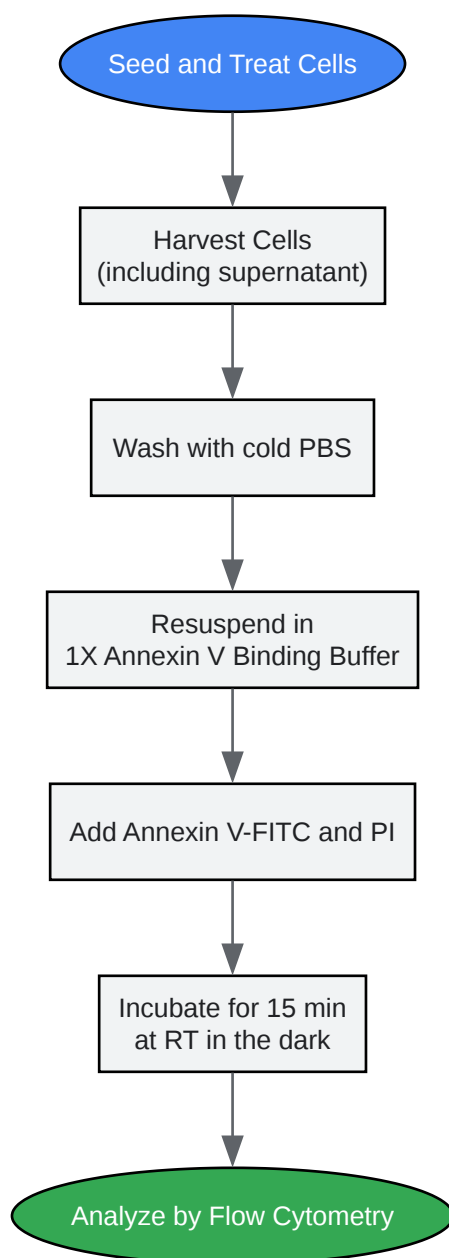 Seed and Treat Cells
Harvest Cells
(including supernatant)
Wash with cold PBS
Resuspend in
1X Annexin V Binding Buffer
Add Annexin V-FITC and PI
Incubate for 15 min
at RT in the dark
Analyze by Flow Cytometry